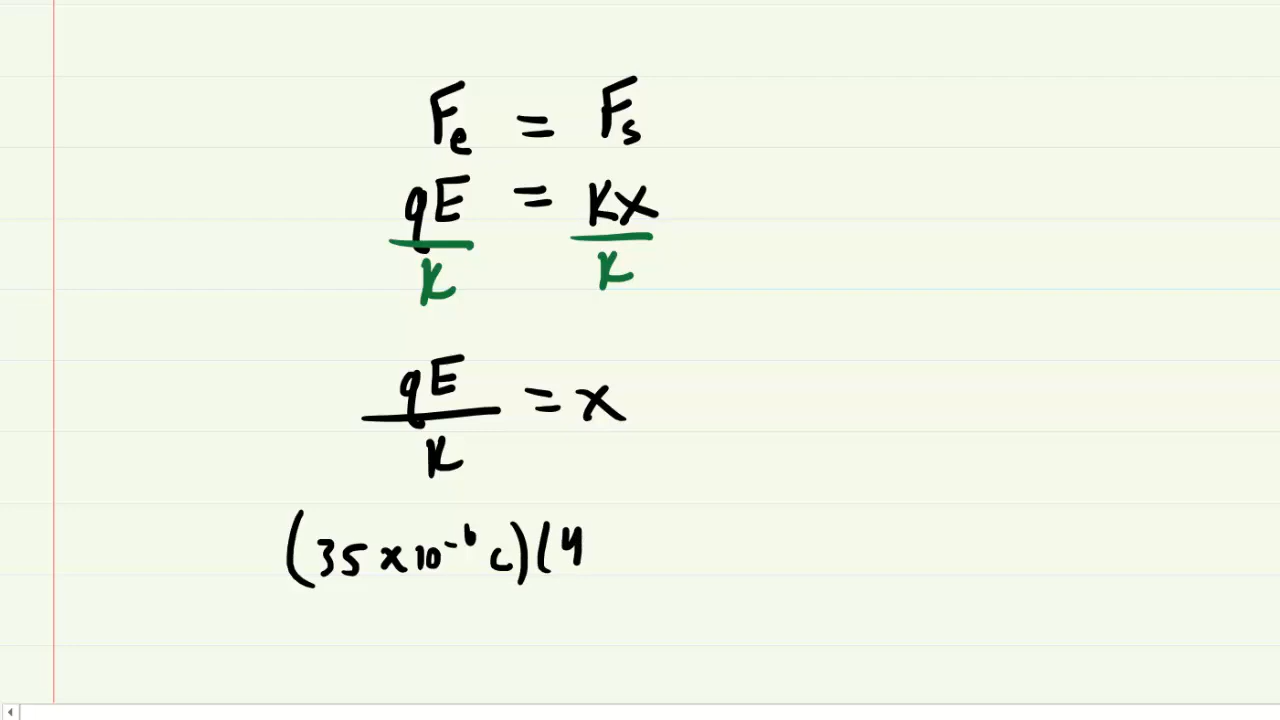 Fe = Fs
qE = kx
k k
qE = x
k
(35 x 10⁻⁶ C)(4